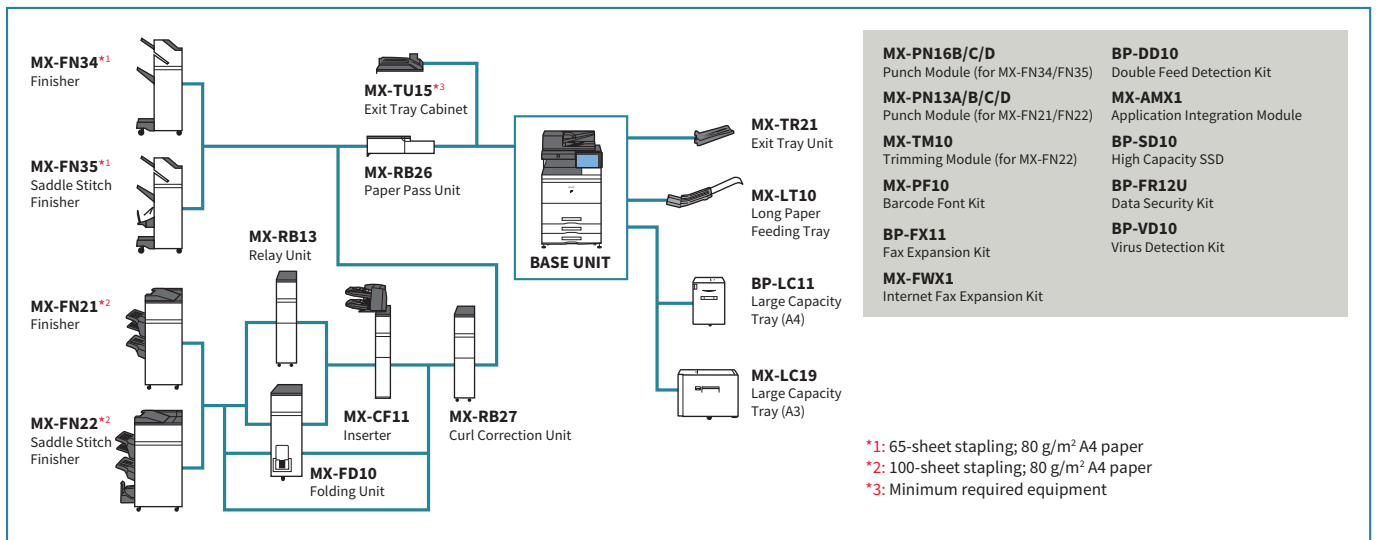 MX-FN34*1
Finisher
MX-TU15*3
Exit Tray Cabinet
MX-FN35*1
Saddle Stitch
Finisher
MX-RB26
Paper Pass Unit
MX-RB13
Relay Unit
BASE UNIT
MX-TR21
Exit Tray Unit
MX-LT10
Long Paper
Feeding Tray
MX-FN21*2
Finisher
BP-LC11
Large Capacity
Tray (A4)
MX-FN22*2
Saddle Stitch
Finisher
MX-CF11
Inserter
MX-RB27
Curl Correction Unit
MX-LC19
Large Capacity
Tray (A3)
MX-FD10
Folding Unit
MX-PN16B/C/D
Punch Module (for MX-FN34/FN35)
MX-PN13A/B/C/D
Punch Module (for MX-FN21/FN22)
MX-TM10
Trimming Module (for MX-FN22)
MX-PF10
Barcode Font Kit
BP-FX11
Fax Expansion Kit
MX-FWX1
Internet Fax Expansion Kit
BP-DD10
Double Feed Detection Kit
MX-AMX1
Application Integration Module
BP-SD10
High Capacity SSD
BP-FR12U
Data Security Kit
BP-VD10
Virus Detection Kit
*1: 65-sheet stapling; 80 g/m² A4 paper
*2: 100-sheet stapling; 80 g/m² A4 paper
*3: Minimum required equipment